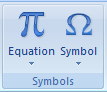 π Ω
Equation Symbol
Symbols